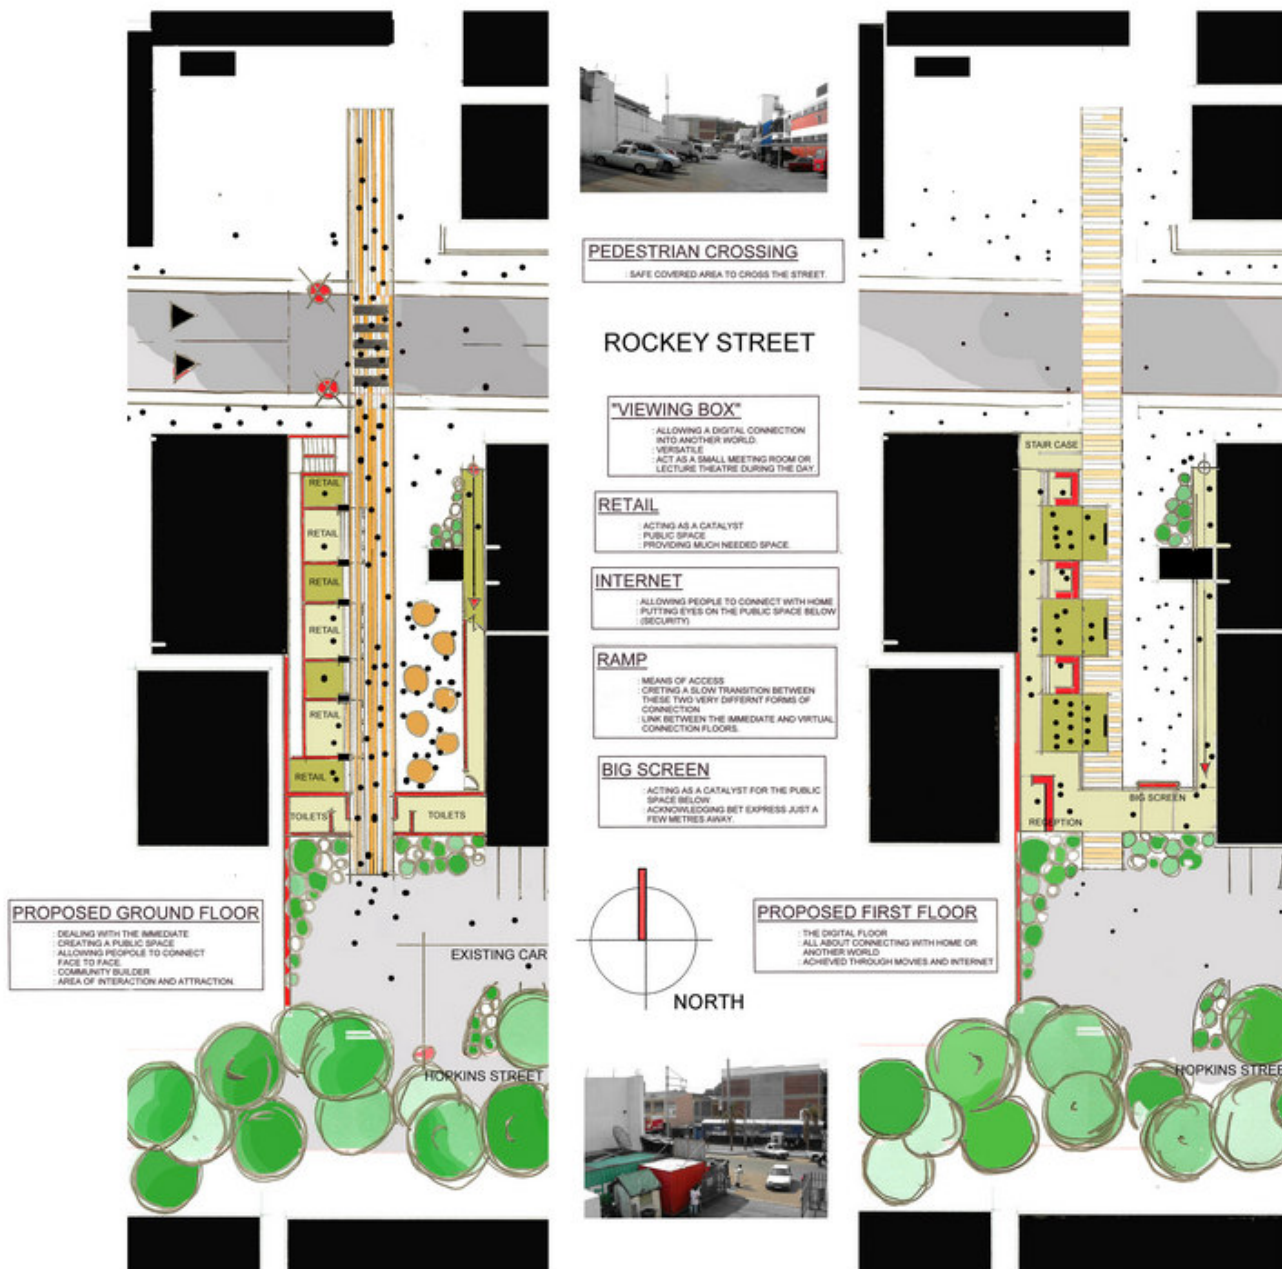 PEDESTRIAN CROSSING
: SAFE COVERED AREA TO CROSS THE STREET.
ROCKEY STREET
"VIEWING BOX"
: ALLOWING A DIGITAL CONNECTION
INTO ANOTHER WORLD.
: VERSATILE
: ACT AS A SMALL MEETING ROOM OR
LECTURE THEATRE DURING THE DAY.
RETAIL
: ACTING AS A CATALYST
: PUBLIC SPACE
: PROVIDING MUCH NEEDED SPACE.
INTERNET
: ALLOWING PEOPLE TO CONNECT WITH HOME
: PUTTING EYES ON THE PUBLIC SPACE BELOW
(SECURITY)
RAMP
: MEANS OF ACCESS
: CRETING A SLOW TRANSITION BETWEEN
THESE TWO VERY DIFFERNT FORMS OF
CONNECTION
: LINK BETWEEN THE IMMEDIATE AND VIRTUAL
CONNECTION FLOORS.
BIG SCREEN
: ACTING AS A CATALYST FOR THE PUBLIC
SPACE BELOW
: ACKNOWLEDGING BET EXPRESS JUST A
FEW METRES AWAY.
RETAIL
RETAIL
RETAIL
RETAIL
RETAIL
RETAIL
RETAIL
TOILETS
TOILETS
STAIR CASE
BIG SCREEN
RECEPTION
PROPOSED GROUND FLOOR
: DEALING WITH THE IMMEDIATE
: CREATING A PUBLIC SPACE
: ALLOWING PEOPOLE TO CONNECT
FACE TO FACE.
: COMMUNITY BUILDER
: AREA OF INTERACTION AND ATTRACTION.
EXISTING CAR
HOPKINS STREET
NORTH
PROPOSED FIRST FLOOR
: THE DIGITAL FLOOR
: ALL ABOUT CONNECTING WITH HOME OR
ANOTHER WORLD
: ACHIEVED THROUGH MOVIES AND INTERNET
HOPKINS STREE